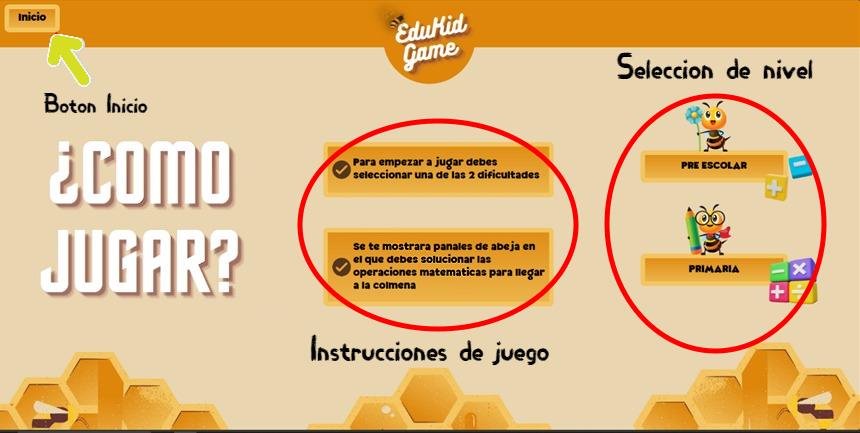 Inicio
EduKid
Game
Seleccion de nivel
Boton Inicio
¿COMO
JUGAR?
Para empezar a jugar debes
seleccionar una de las 2 dificultades
Se te mostrara panales de abeja en
el que debes solucionar las
operaciones matematicas para llegar
a la colmena
Instrucciones de juego
PRE ESCOLAR
PRIMARIA